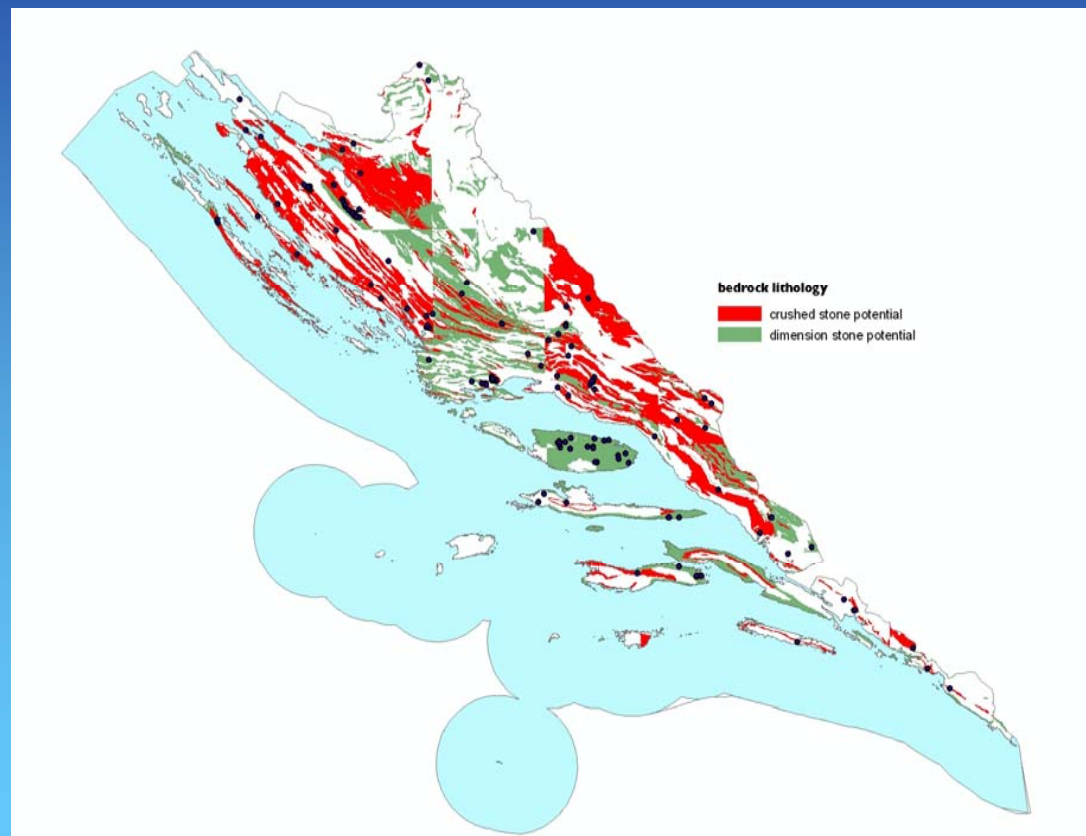 bedrock lithology
crushed stone potential
dimension stone potential